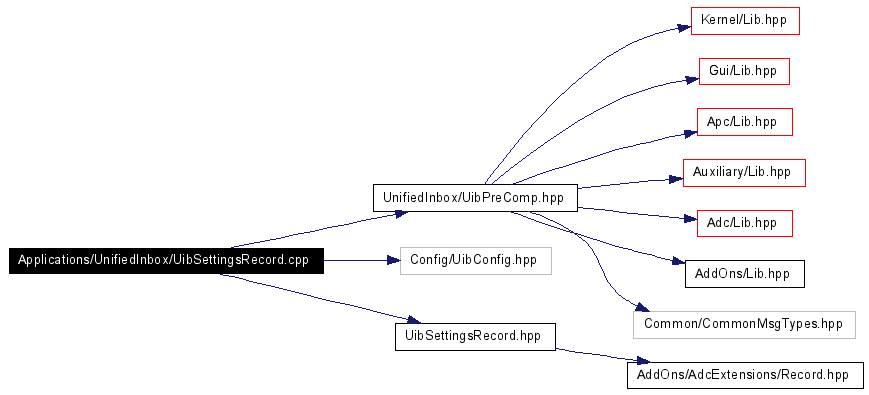 Kernel/Lib.hpp
Gui/Lib.hpp
Apc/Lib.hpp
Auxiliary/Lib.hpp
UnifiedInbox/UibPreComp.hpp
Adc/Lib.hpp
Applications/UnifiedInbox/UibSettingsRecord.cpp
Config/UibConfig.hpp
AddOns/Lib.hpp
Common/CommonMsgTypes.hpp
UibSettingsRecord.hpp
AddOns/AdcExtensions/Record.hpp